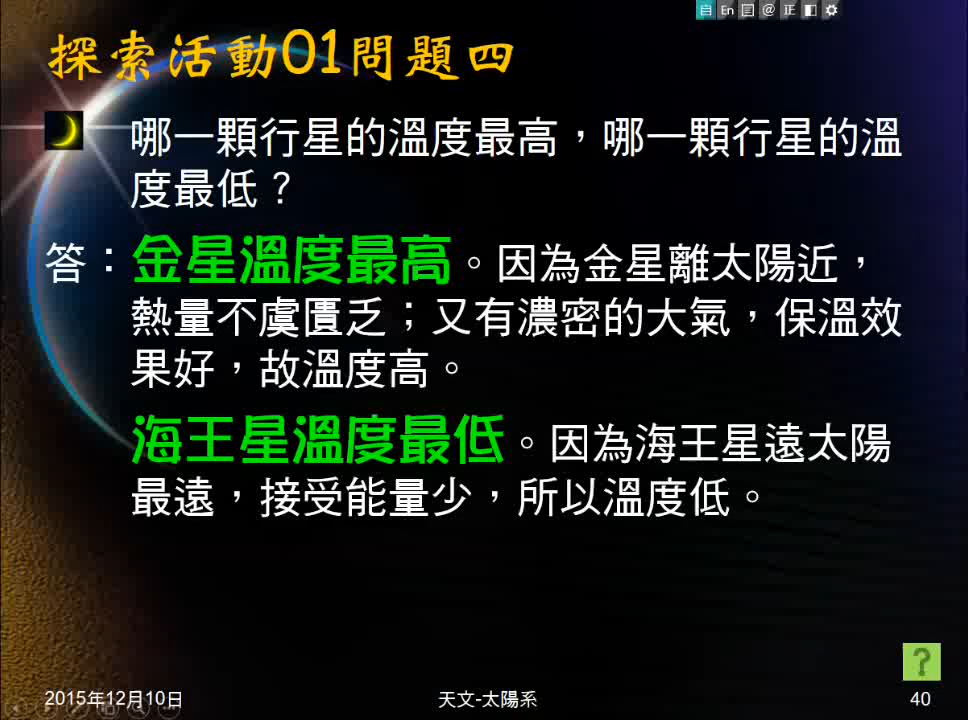 自 En @ 正
探索活動01問題四
哪一顆行星的溫度最高，哪一顆行星的溫
度最低？
答：金星溫度最高。因為金星離太陽近，
熱量不虞匱乏；又有濃密的大氣，保溫效
果好，故溫度高。
海王星溫度最低。因為海王星遠太陽
最遠，接受能量少，所以溫度低。
?
2015年12月10日 天文-太陽系 40